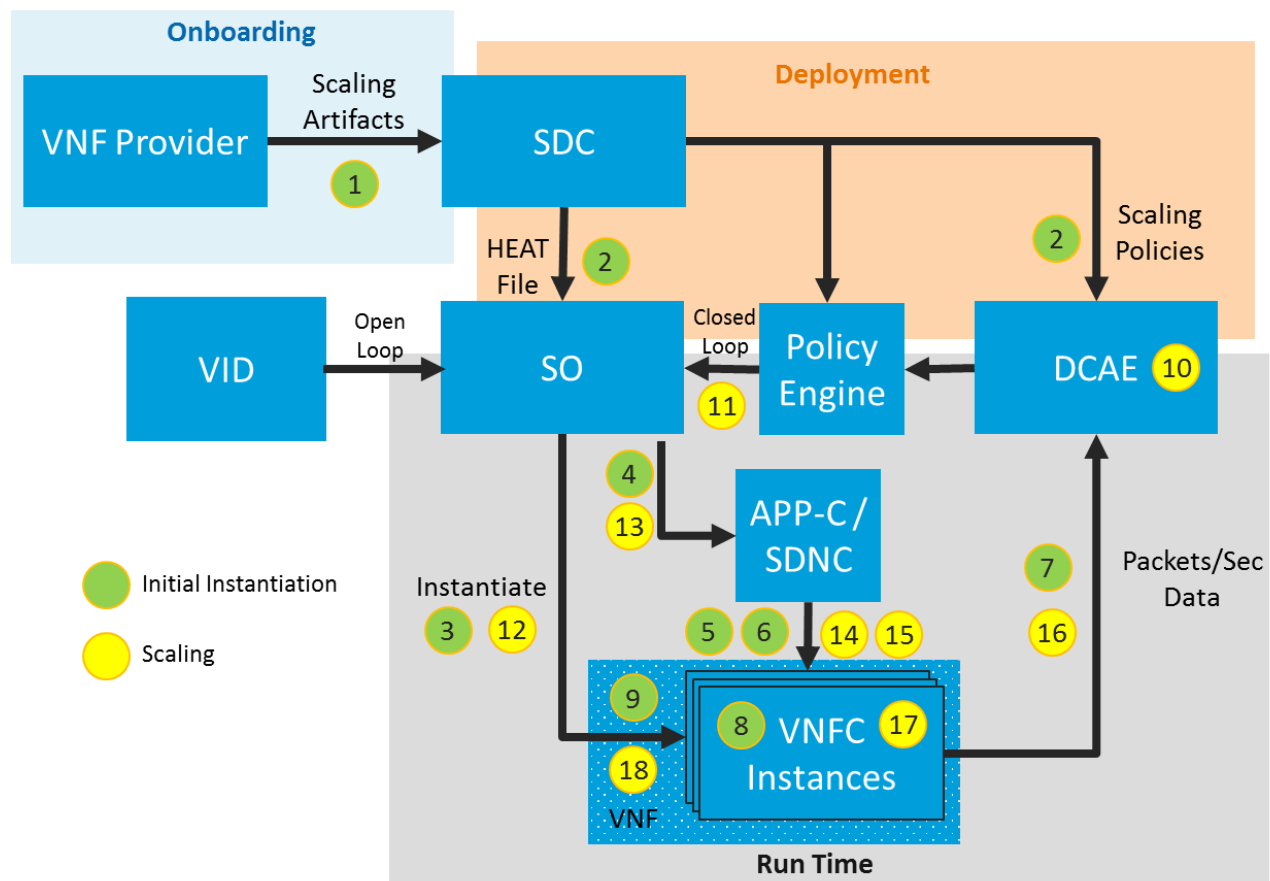 Onboarding
Deployment
VNF Provider
Scaling
Artifacts
1
SDC
HEAT
File
2
2
Scaling
Policies
VID
Open
Loop
SO
Closed
Loop
11
Policy
Engine
DCAE
10
4
13
APP-C /
SDNC
Initial Instantiation
Scaling
Instantiate
3
12
5
6
14
15
7
16
Packets/Sec
Data
9
18
VNF
8
VNFC
Instances
17
Run Time